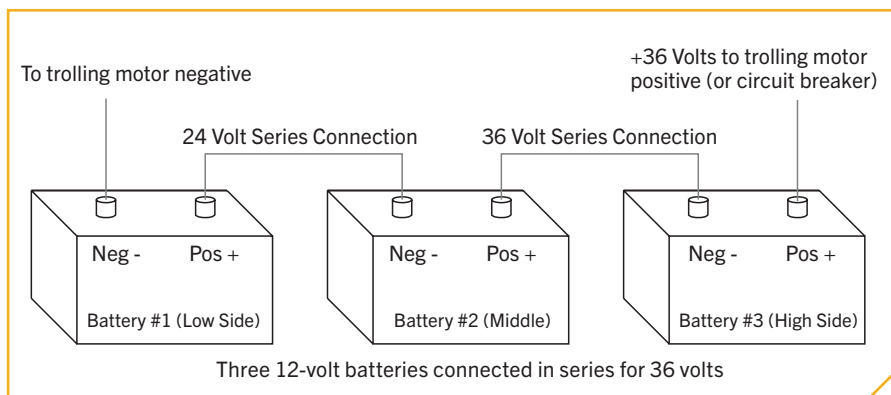 To trolling motor negative
+36 Volts to trolling motor
positive (or circuit breaker)
24 Volt Series Connection
36 Volt Series Connection
Neg -
Pos +
Neg -
Pos +
Neg -
Pos +
Battery #1 (Low Side)
Battery #2 (Middle)
Battery #3 (High Side)
Three 12-volt batteries connected in series for 36 volts